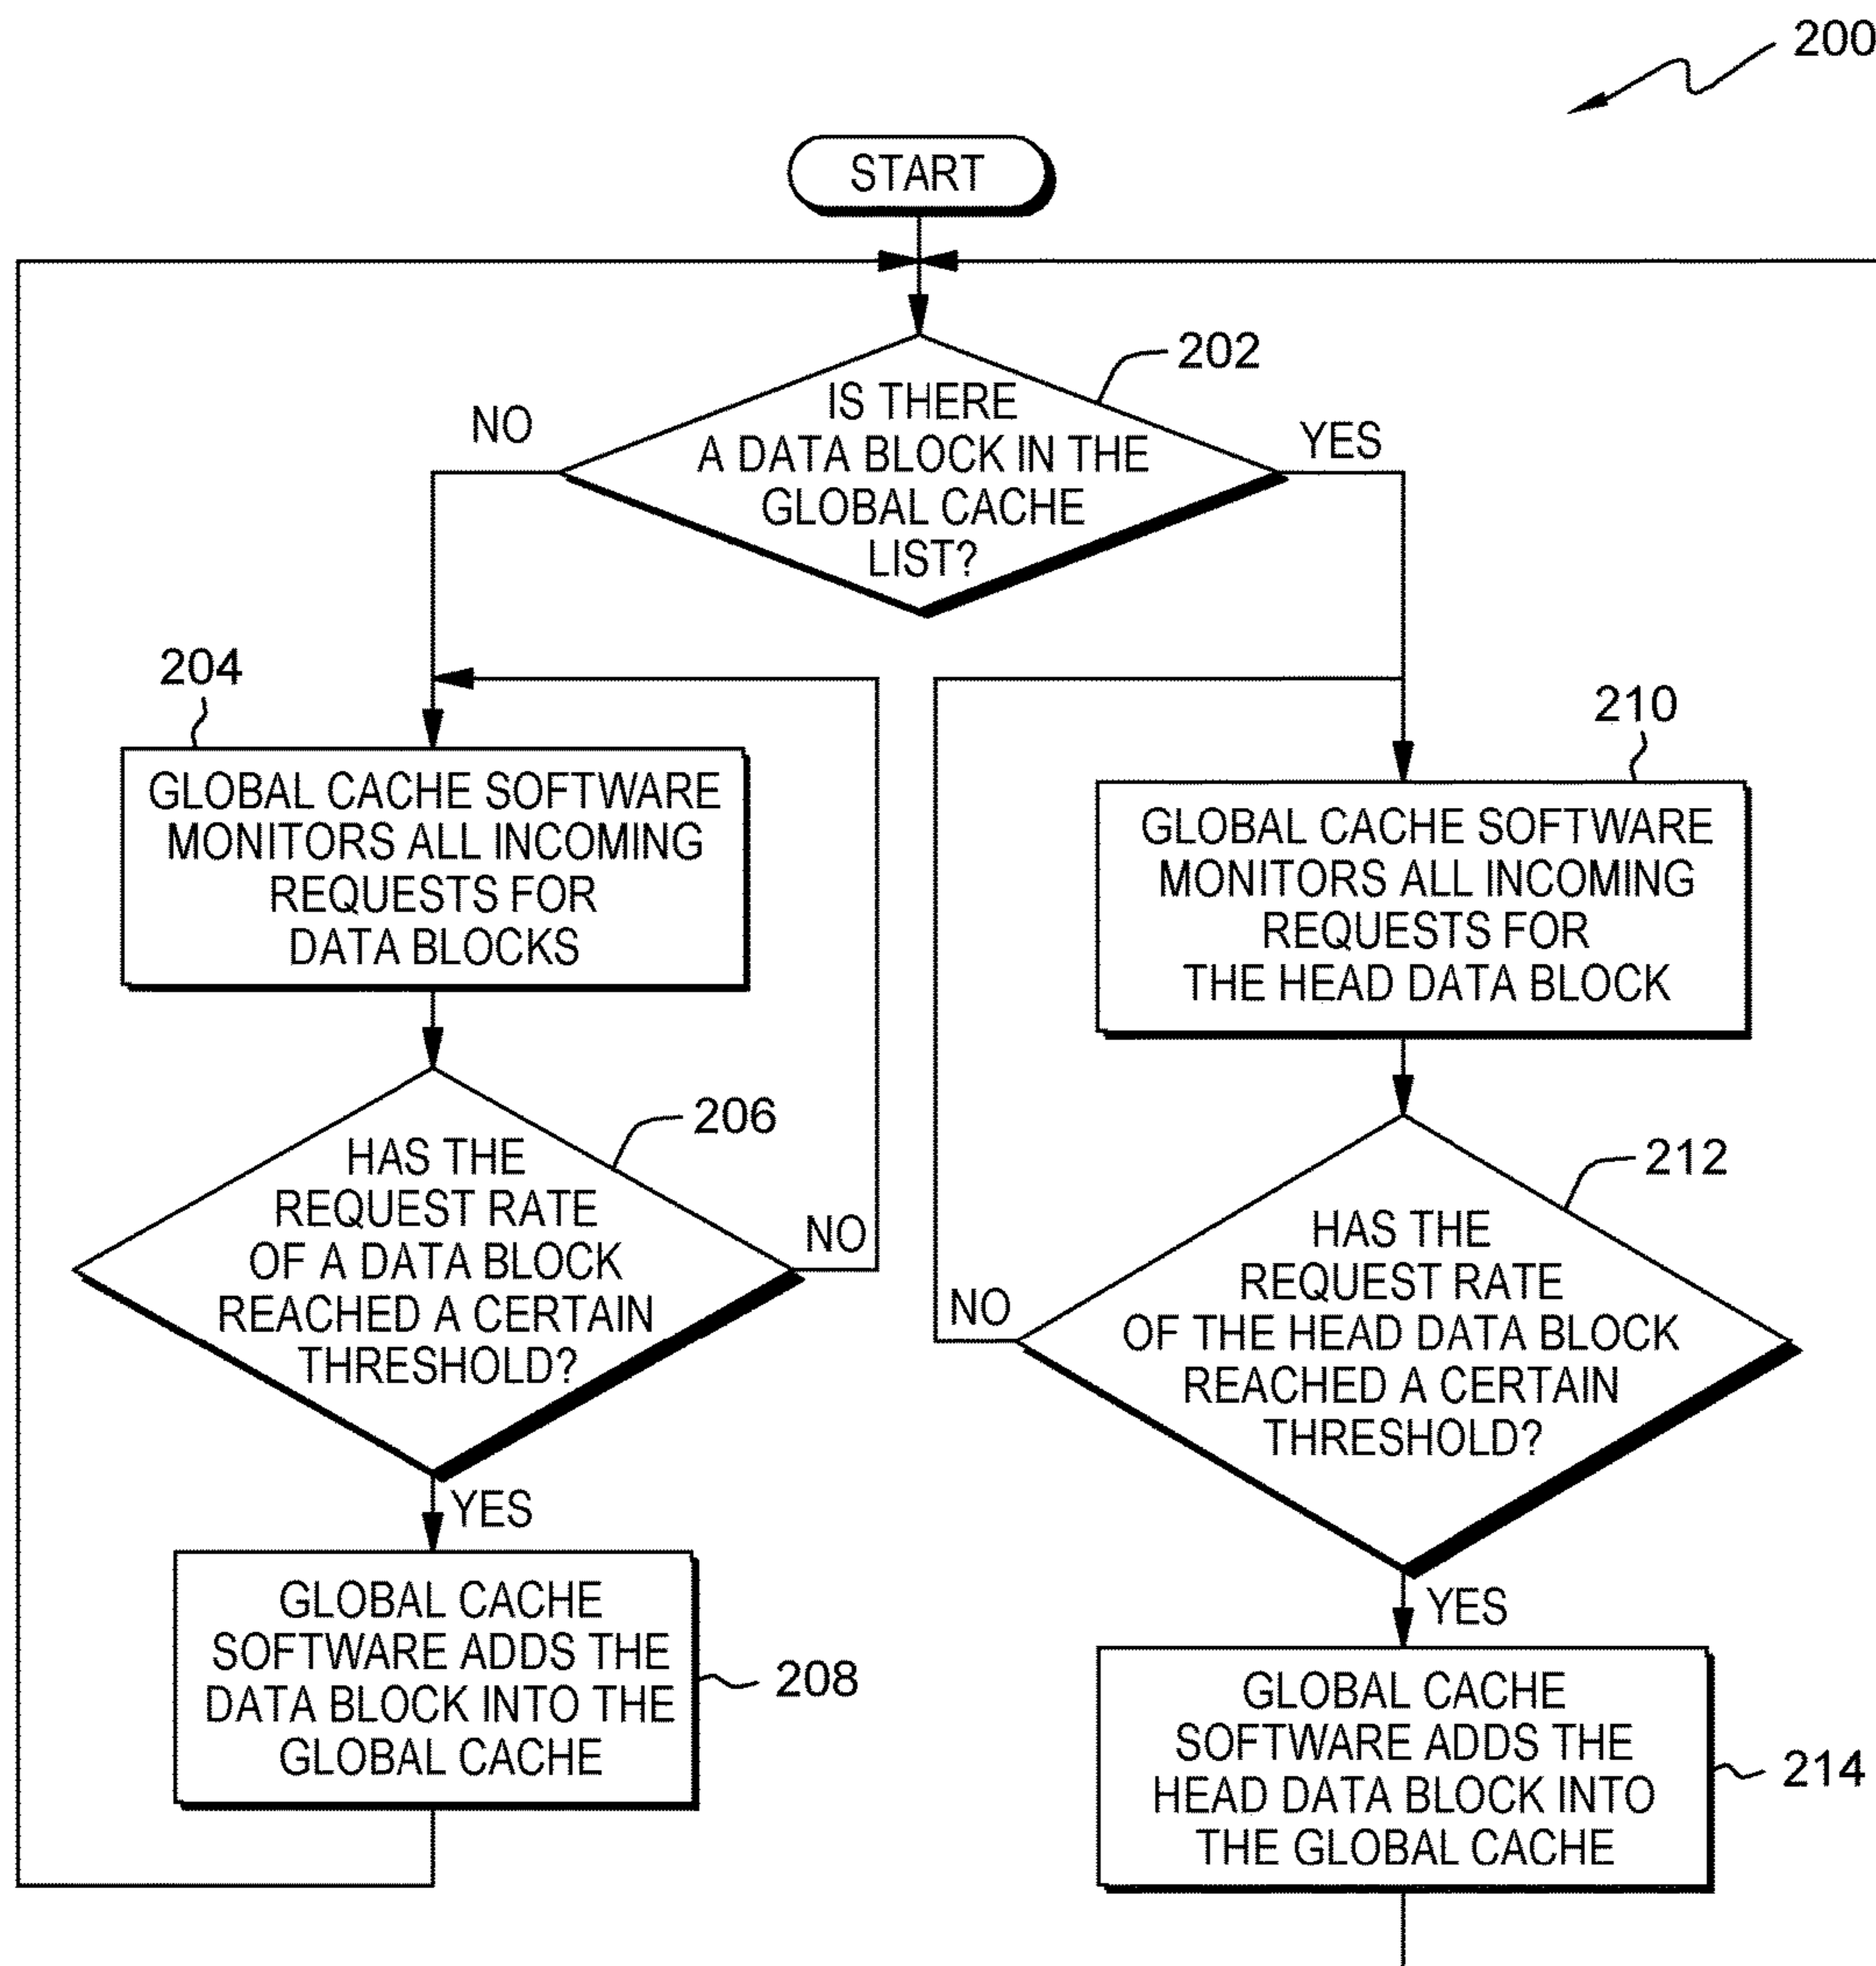 200
START
202
IS THERE
A DATA BLOCK IN THE
GLOBAL CACHE
LIST?
NO
YES
204
GLOBAL CACHE SOFTWARE
MONITORS ALL INCOMING
REQUESTS FOR
DATA BLOCKS
206
HAS THE
REQUEST RATE
OF A DATA BLOCK
REACHED A CERTAIN
THRESHOLD?
NO
YES
GLOBAL CACHE
SOFTWARE ADDS THE
DATA BLOCK INTO THE
GLOBAL CACHE
208
210
GLOBAL CACHE SOFTWARE
MONITORS ALL INCOMING
REQUESTS FOR
THE HEAD DATA BLOCK
212
HAS THE
REQUEST RATE
OF THE HEAD DATA BLOCK
REACHED A CERTAIN
THRESHOLD?
NO
YES
GLOBAL CACHE
SOFTWARE ADDS THE
HEAD DATA BLOCK INTO
THE GLOBAL CACHE
214